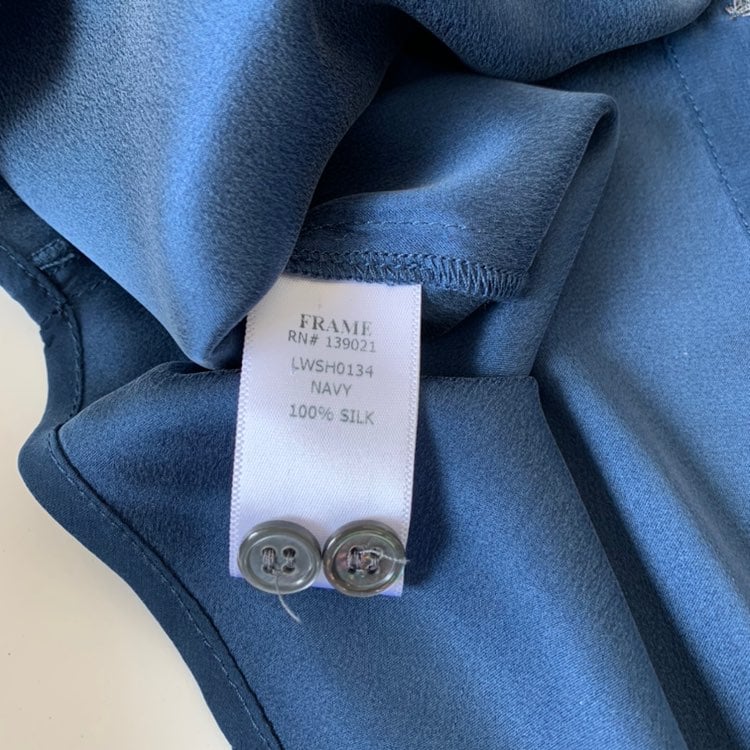 FRAME
RN# 139021
LWSH0134
NAVY
100% SILK